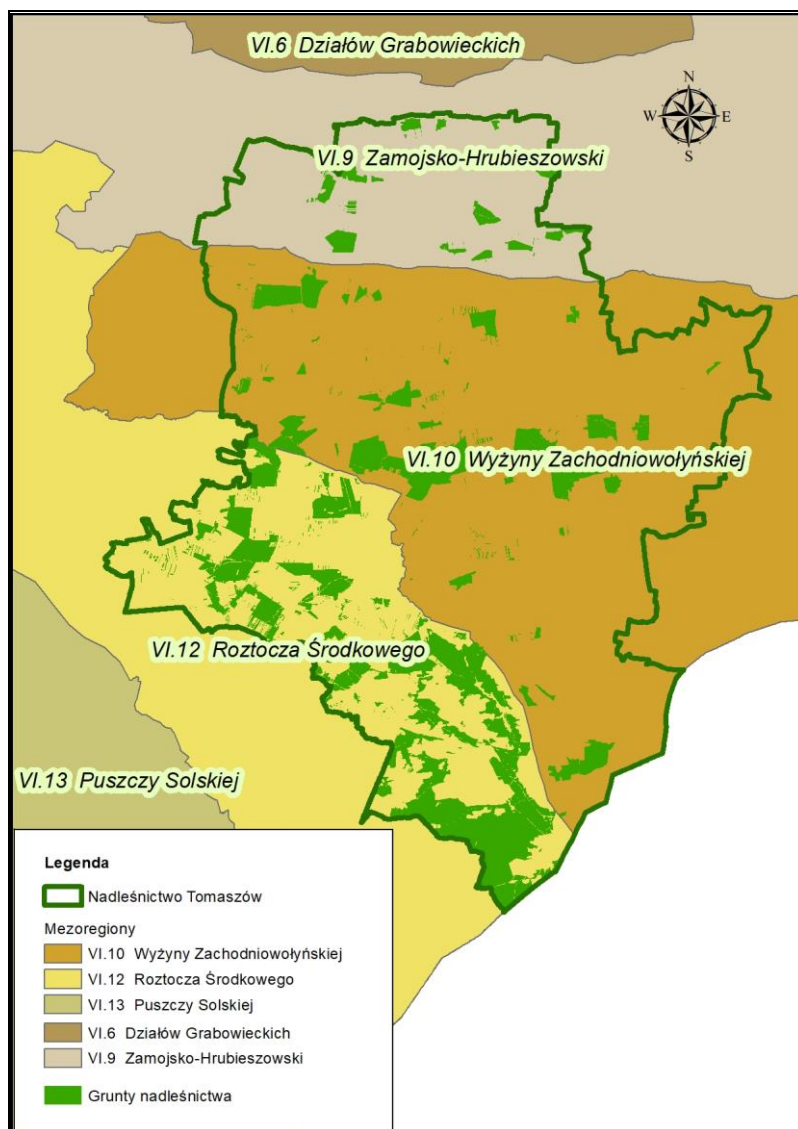 VI.6 Działów Grabowieckich
N
W E
S
VI.9 Zamojsko-Hrubieszowski
VI.10 Wyżyny Zachodniowołyńskiej
VI.12 Roztocza Środkowego
VI.13 Puszczy Solskiej
Legenda
Nadleśnictwo Tomaszów
Mezoregiony
VI.10 Wyżyny Zachodniowołyńskiej
VI.12 Roztocza Środkowego
VI.13 Puszczy Solskiej
VI.6 Działów Grabowieckich
VI.9 Zamojsko-Hrubieszowski
Grunty nadleśnictwa